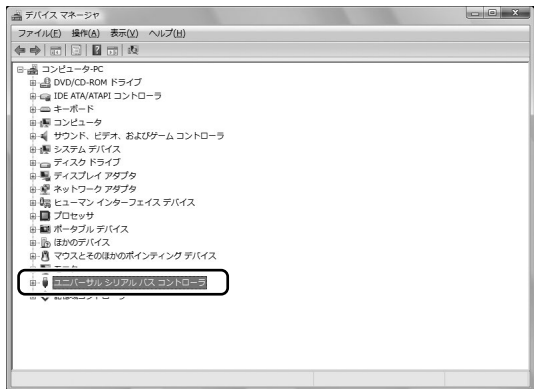 デバイス マネージャ
ファイル(F) 操作(A) 表示(V) ヘルプ(H)
コンピュータ-PC
DVD/CD-ROM ドライブ
IDE ATA/ATAPI コントローラ
キーボード
コンピュータ
サウンド、ビデオ、およびゲーム コントローラ
システム デバイス
ディスク ドライブ
ディスプレイ アダプタ
ネットワーク アダプタ
ヒューマン インターフェイス デバイス
プロセッサ
ポータブル デバイス
ほかのデバイス
マウスとそのほかのポインティング デバイス
ユニバーサル シリアル バス コントローラ